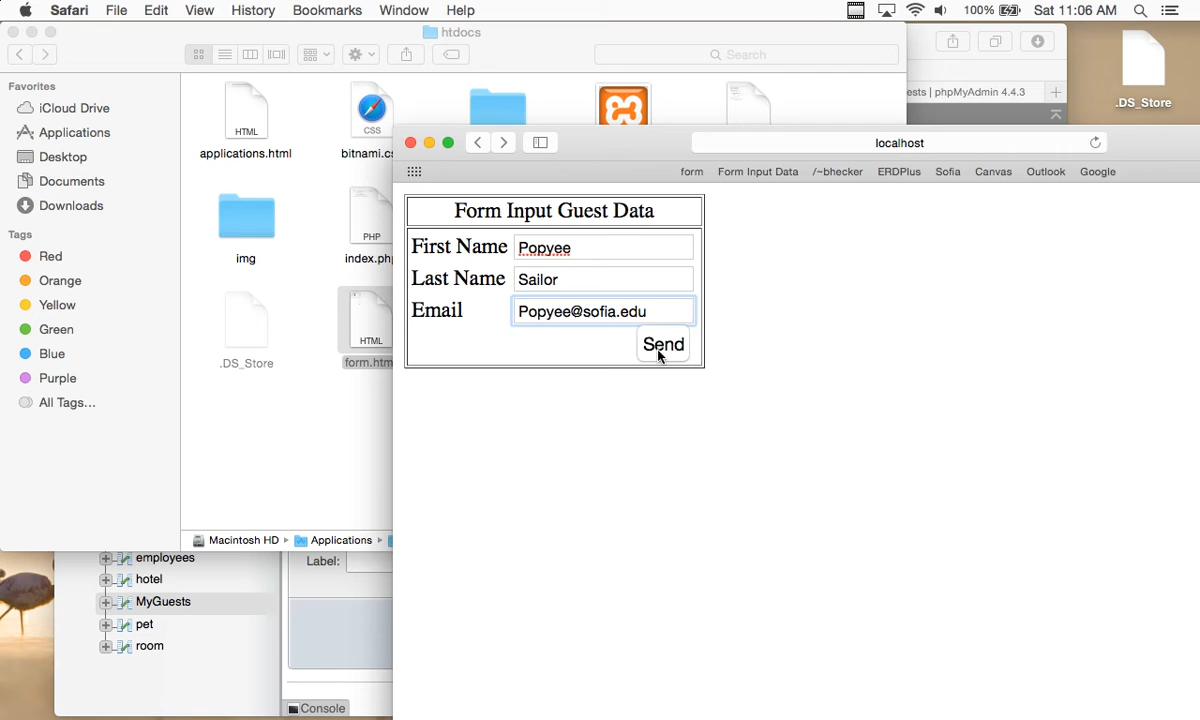 Safari File Edit View History Bookmarks Window Help 100% Sat 11:06 AM
htdocs
Search
Favorites
iCloud Drive
Applications
Desktop
Documents
Downloads
Tags
Red
Orange
Yellow
Green
Blue
Purple
All Tags...
HTML
applications.html
CSS
bitnami.cs
img
PHP
index.php
.DS_Store
HTML
form.htm
Macintosh HD Applications
ests | phpMyAdmin 4.4.3
.DS_Store
localhost
form Form Input Data /~bhecker ERDPlus Sofia Canvas Outlook Google
Form Input Guest Data
First Name Popyee
Last Name Sailor
Email Popyee@sofia.edu
Send
employees
hotel
MyGuests
pet
room
Label:
Console